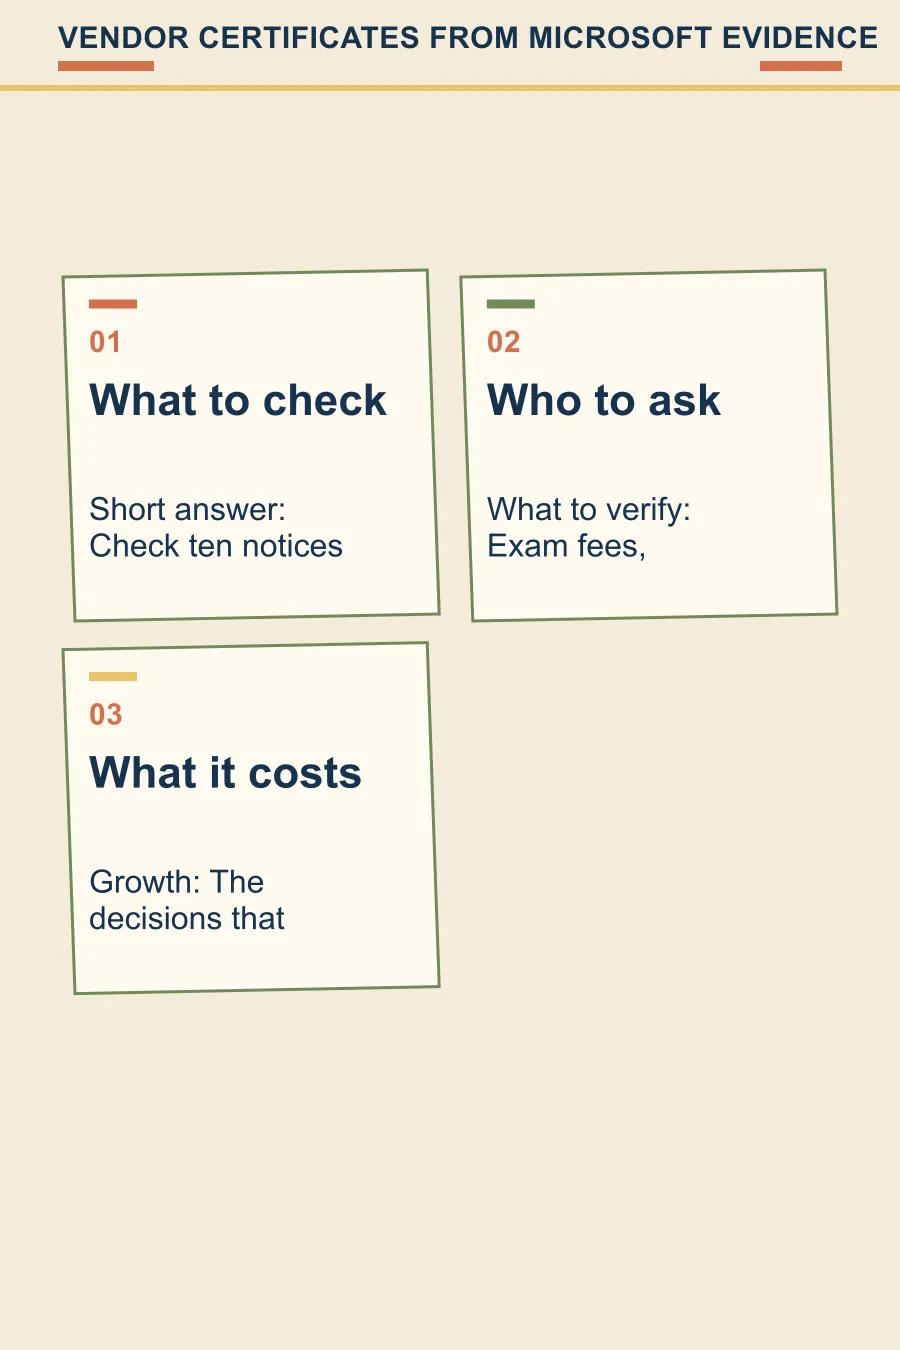 VENDOR CERTIFICATES FROM MICROSOFT EVIDENCE
01
What to check
Short answer:
Check ten notices
02
Who to ask
What to verify:
Exam fees,
03
What it costs
Growth: The
decisions that